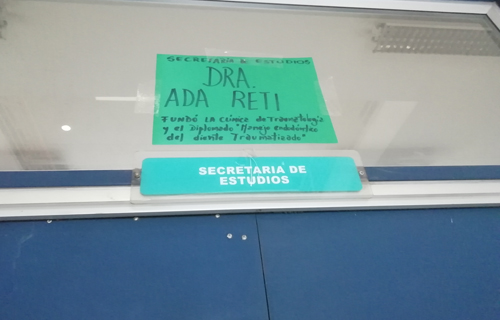 SECRETARIA DE ESTUDIOS
DRA.
ADA RETI
FUNDÓ LA Clínica de Traumatología
y el Diplomado "Manejo endodóntico
del diente Traumatizado"
SECRETARIA DE
ESTUDIOS